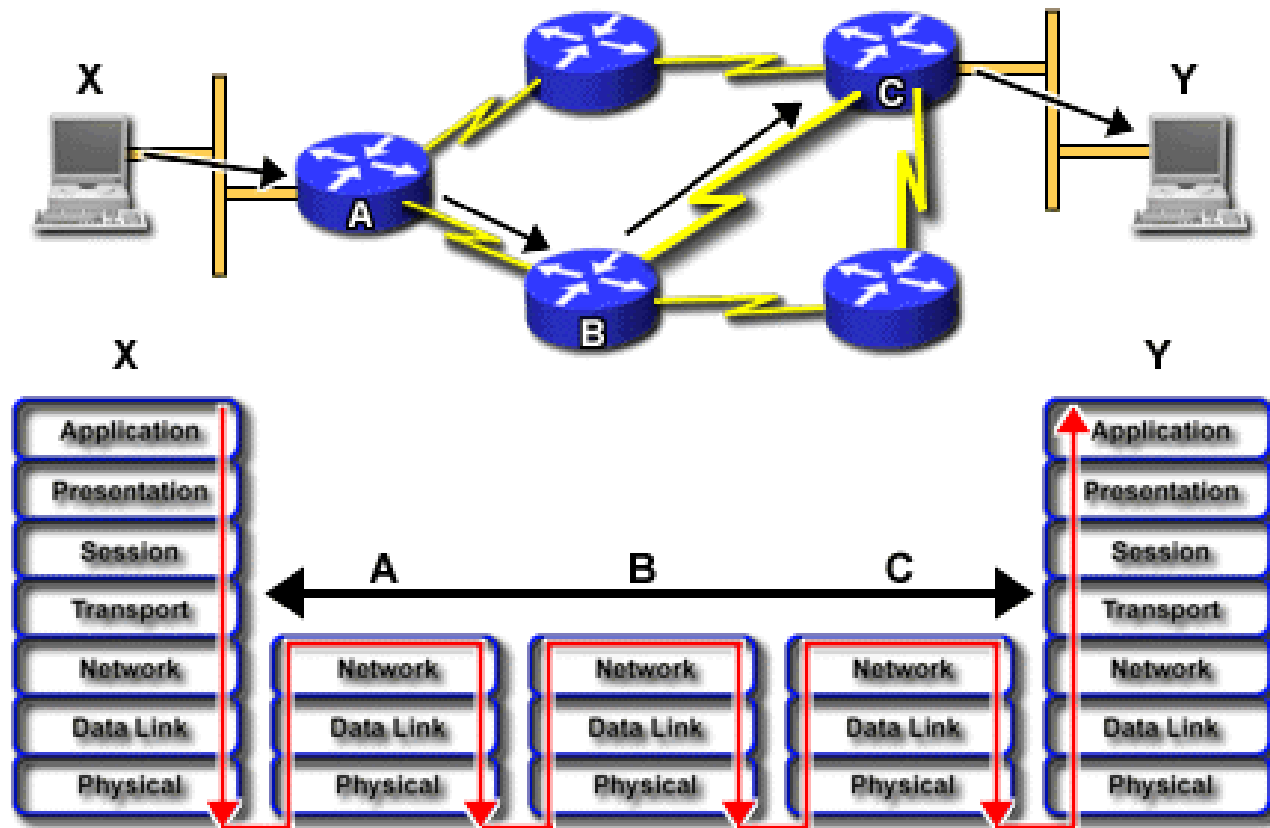 X
Y
C
A
B
X
Y
Application
Presentation
Session
Transport
Network
Data Link
Physical
A
B
C
Network
Data Link
Physical
Network
Data Link
Physical
Network
Data Link
Physical
Application
Presentation
Session
Transport
Network
Data Link
Physical